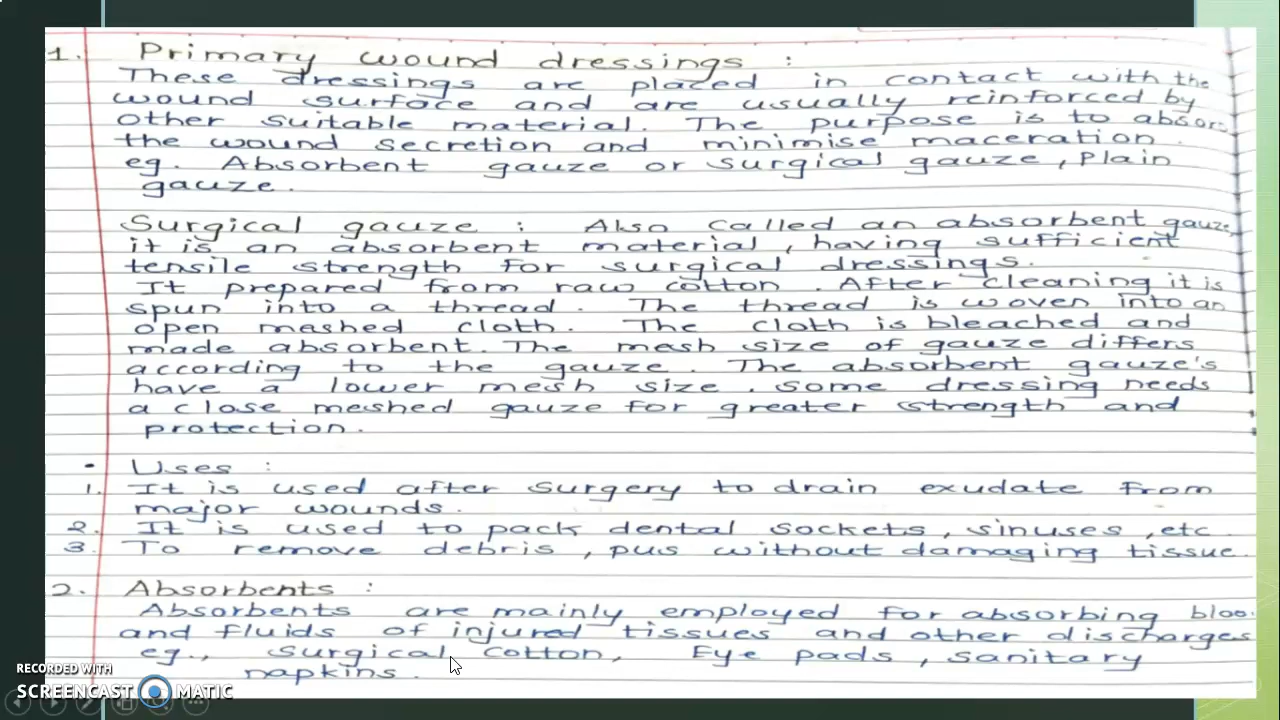 1. Primary wound dressings :
These dressings are placed in contact with the
wound surface and are usually reinforced by
other suitable material. The purpose is to absor
the wound secretion and minimise maceration.
eg. Absorbent gauze or surgical gauze, plain
gauze.
Surgical gauze : Also called an absorbent gauze,
it is an absorbent material, having sufficient
tensile strength for surgical dressings.
It prepared from raw cotton. After cleaning it is
spun into a thread. The thread is woven into an
open mashed cloth. The cloth is bleached and
made absorbent. The mesh size of gauze differs
according to the gauze. The absorbent gauze's
have a lower mesh size. Some dressing needs
a close meshed gauze for greater strength and
protection.
• Uses :
1. It is used after surgery to drain exudate from
major wounds.
2. It is used to pack dental sockets, sinuses, etc
3. To remove debris, pus without damaging tissue.
2. Absorbents :
Absorbents are mainly employed for absorbing bloo
and fluids of injured tissues and other discharges
eg., surgical cotton, Eye pads, sanitary
napkins.
RECORDED WITH
SCREENCAST MATIC